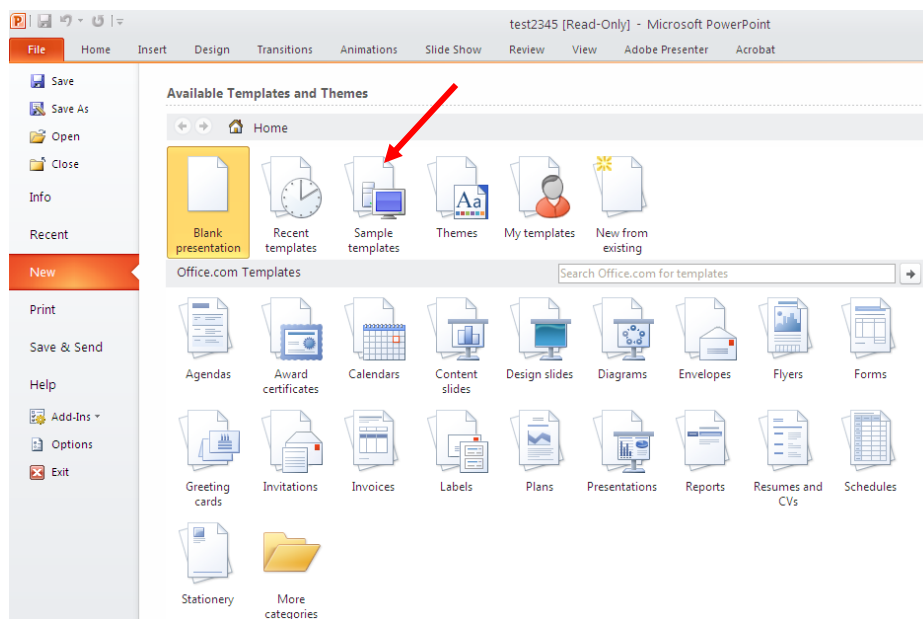 test2345 [Read-Only] - Microsoft PowerPoint
File Home Insert Design Transitions Animations Slide Show Review View Adobe Presenter Acrobat
Save
Save As
Open
Close
Info
Recent
New
Print
Save & Send
Help
Add-Ins
Options
Exit
Available Templates and Themes
Home
Blank presentation
Recent templates
Sample templates
Themes
My templates
New from existing
Office.com Templates
Search Office.com for templates
Agendas
Award certificates
Calendars
Content slides
Design slides
Diagrams
Envelopes
Flyers
Forms
Greeting cards
Invitations
Invoices
Labels
Plans
Presentations
Reports
Resumes and CVs
Schedules
Stationery
More categories